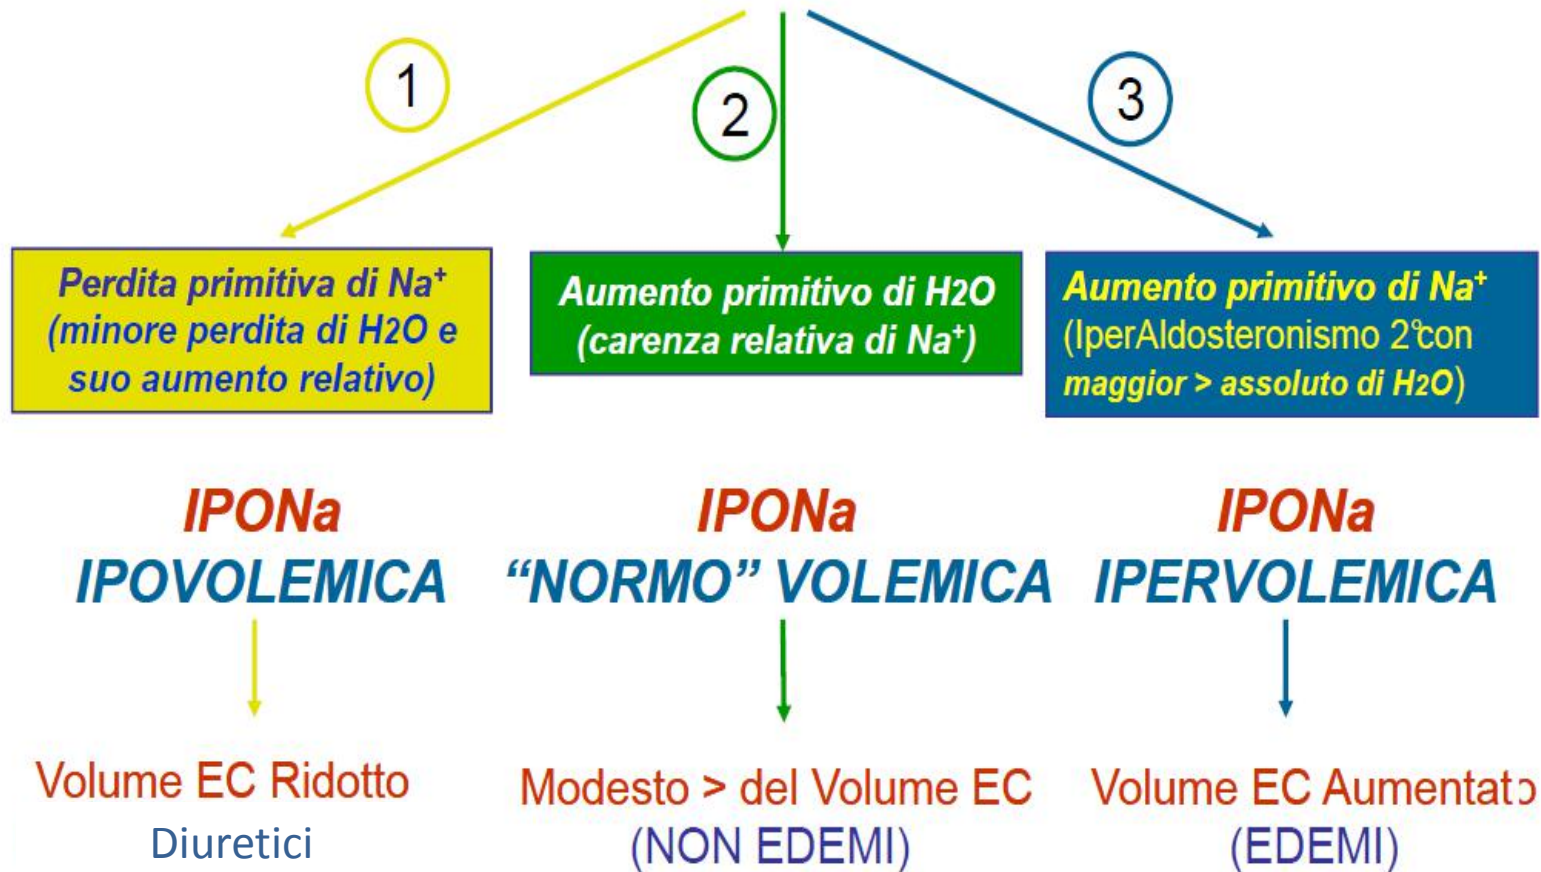 1
2
3
Perdita primitiva di Na⁺
(minore perdita di H2O e
suo aumento relativo)
Aumento primitivo di H2O
(carenza relativa di Na⁺)
Aumento primitivo di Na⁺
(IperAldosteronismo 2°con
maggior > assoluto di H2O)
IPONa
IPOVOLEMICA
IPONa
“NORMO” VOLEMICA
IPONa
IPERVOLEMICA
Volume EC Ridotto
Diuretici
Modesto > del Volume EC
(NON EDEMI)
Volume EC Aumentato
(EDEMI)